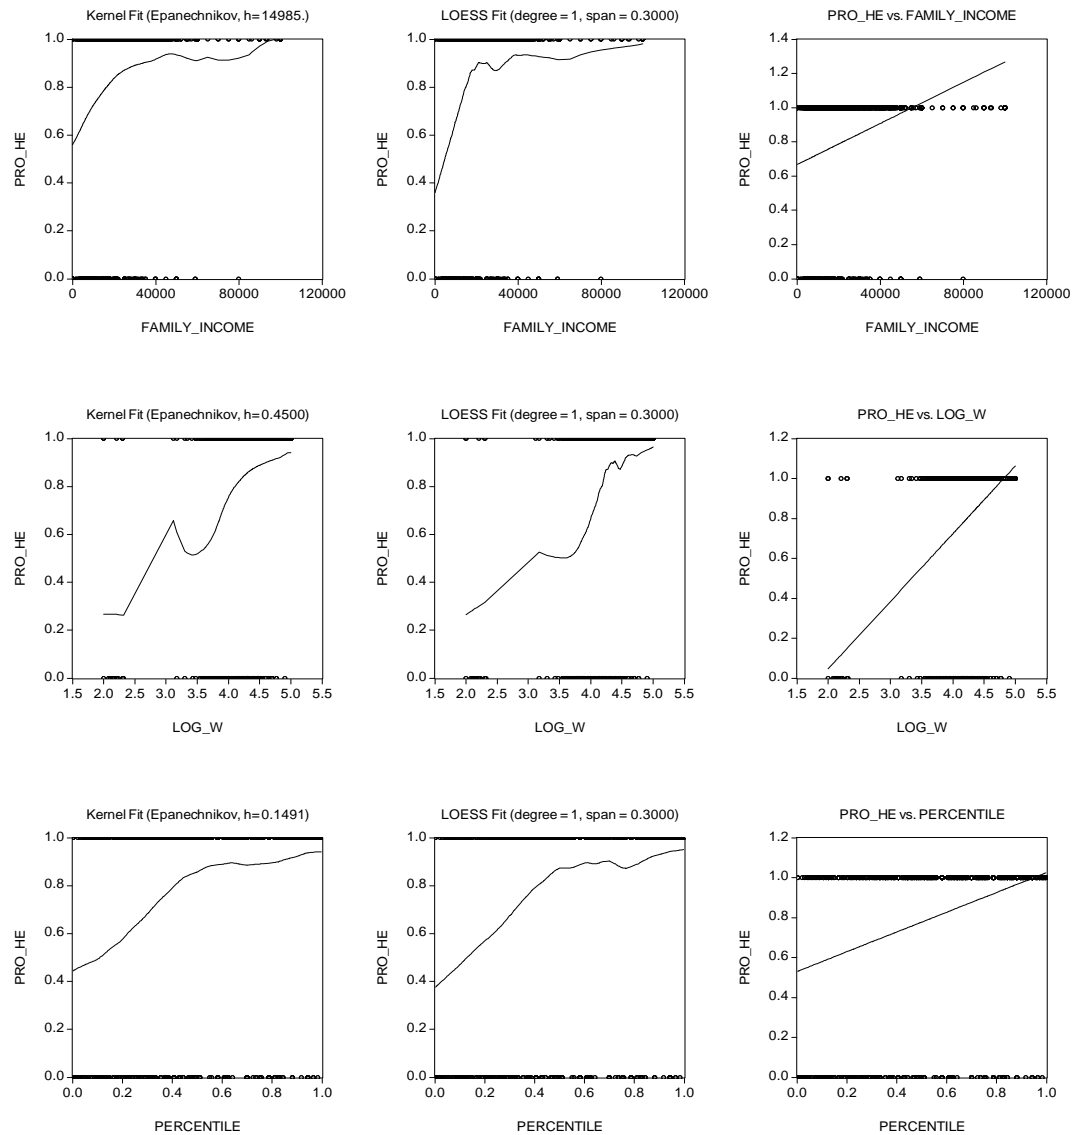 Kernel Fit (Epanechnikov, h= 14985.)
1.0
0.8
0.6
0.4
0.2
0.0
PRO_HE
0 40000 80000 120000
FAMILY_INCOME
LOESS Fit (degree = 1, span = 0.3000)
1.0
0.8
0.6
0.4
0.2
0.0
PRO_HE
0 40000 80000 120000
FAMILY_INCOME
PRO_HE vs. FAMILY_INCOME
1.4
1.2
1.0
0.8
0.6
0.4
0.2
0.0
PRO_HE
0 40000 80000 120000
FAMILY_INCOME
Kernel Fit (Epanechnikov, h= 0.4500)
1.0
0.8
0.6
0.4
0.2
0.0
PRO_HE
1.5 2.0 2.5 3.0 3.5 4.0 4.5 5.0 5.5
LOG_W
LOESS Fit (degree = 1, span = 0.3000)
1.0
0.8
0.6
0.4
0.2
0.0
PRO_HE
1.5 2.0 2.5 3.0 3.5 4.0 4.5 5.0 5.5
LOG_W
PRO_HE vs. LOG_W
1.2
1.0
0.8
0.6
0.4
0.2
0.0
PRO_HE
1.5 2.0 2.5 3.0 3.5 4.0 4.5 5.0 5.5
LOG_W
Kernel Fit (Epanechnikov, h= 0.1491)
1.0
0.8
0.6
0.4
0.2
0.0
PRO_HE
0.0 0.2 0.4 0.6 0.8 1.0
PERCENTILE
LOESS Fit (degree = 1, span = 0.3000)
1.0
0.8
0.6
0.4
0.2
0.0
PRO_HE
0.0 0.2 0.4 0.6 0.8 1.0
PERCENTILE
PRO_HE vs. PERCENTILE
1.2
1.0
0.8
0.6
0.4
0.2
0.0
PRO_HE
0.0 0.2 0.4 0.6 0.8 1.0
PERCENTILE